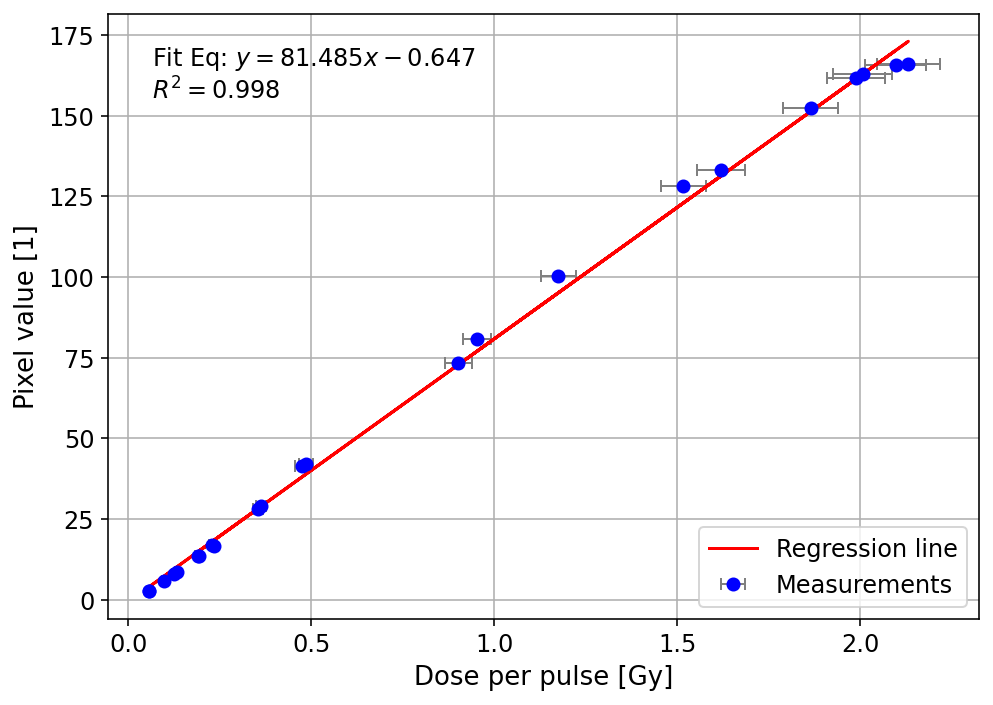 Fit Eq: y = 81.485x − 0.647
R² = 0.998
175
150
125
100
75
50
25
0
Pixel value [1]
Regression line
Measurements
0.0 0.5 1.0 1.5 2.0
Dose per pulse [Gy]